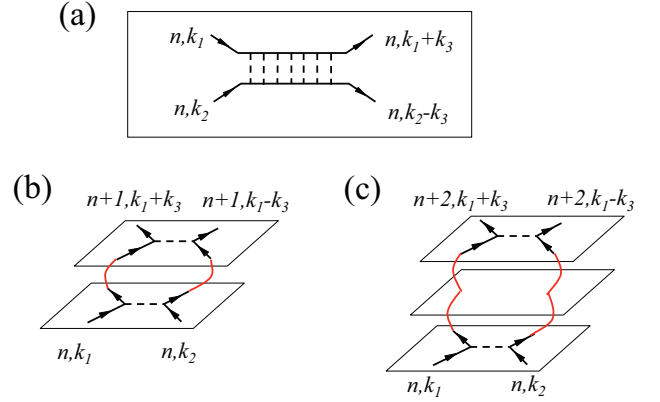 (a)
n,k1 n,k1+k3
n,k2 n,k2-k3
(b)
n+1,k1+k3 n+1,k1-k3
n,k1 n,k2
(c)
n+2,k1+k3 n+2,k1-k3
n,k1 n,k2